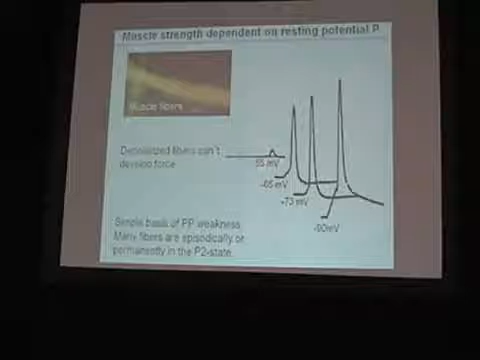 Muscle strength dependent on resting potential P
Muscle fibers
Depolarized fibers can't
develop force
55 mV
-65 mV
-73 mV
-90mV
Simple basis of PP weakness
Many fibers are episodically or
permanently in the P2-state.